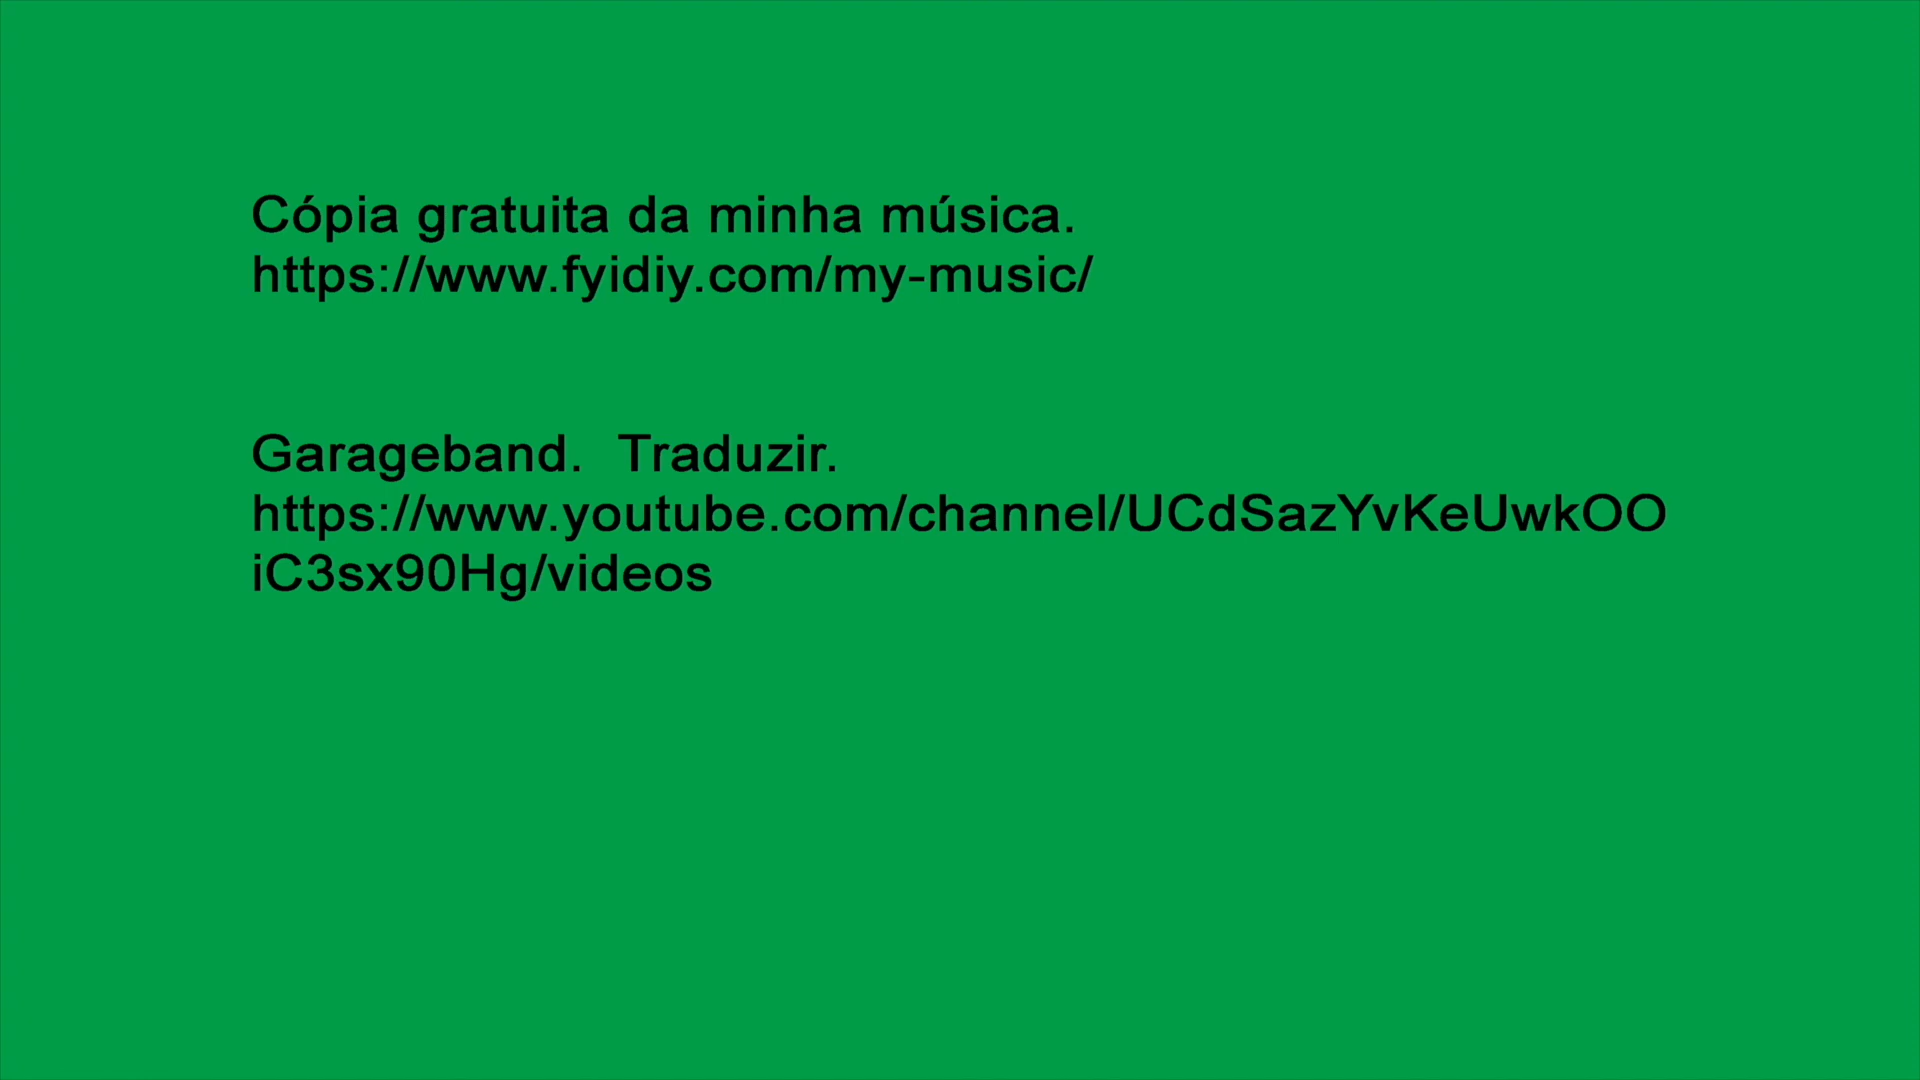 Cópia gratuita da minha música.
https://www.fyidiy.com/my-music/
Garageband.  Traduzir.
https://www.youtube.com/channel/UCdSazYvKeUwkOO
iC3sx90Hg/videos